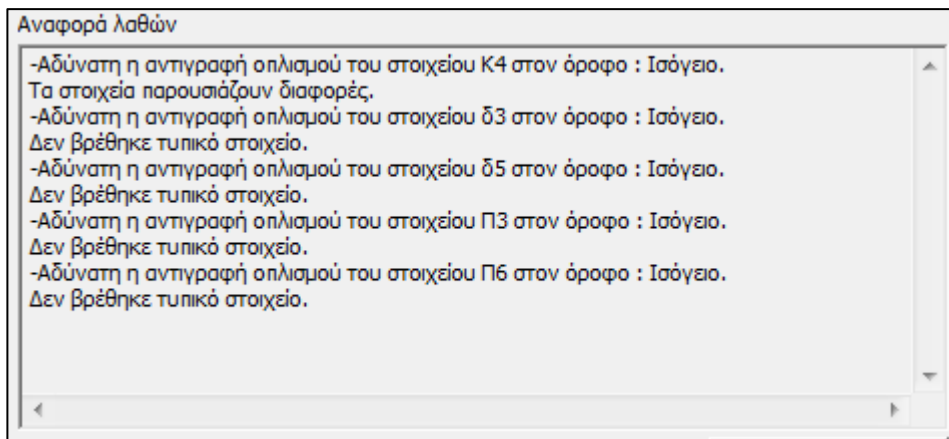 Αναφορά λαθών
-Αδύνατη η αντιγραφή οπλισμού του στοιχείου Κ4 στον όροφο : Ισόγειο.
Τα στοιχεία παρουσιάζουν διαφορές.
-Αδύνατη η αντιγραφή οπλισμού του στοιχείου δ3 στον όροφο : Ισόγειο.
Δεν βρέθηκε τυπικό στοιχείο.
-Αδύνατη η αντιγραφή οπλισμού του στοιχείου δ5 στον όροφο : Ισόγειο.
Δεν βρέθηκε τυπικό στοιχείο.
-Αδύνατη η αντιγραφή οπλισμού του στοιχείου Π3 στον όροφο : Ισόγειο.
Δεν βρέθηκε τυπικό στοιχείο.
-Αδύνατη η αντιγραφή οπλισμού του στοιχείου Π6 στον όροφο : Ισόγειο.
Δεν βρέθηκε τυπικό στοιχείο.